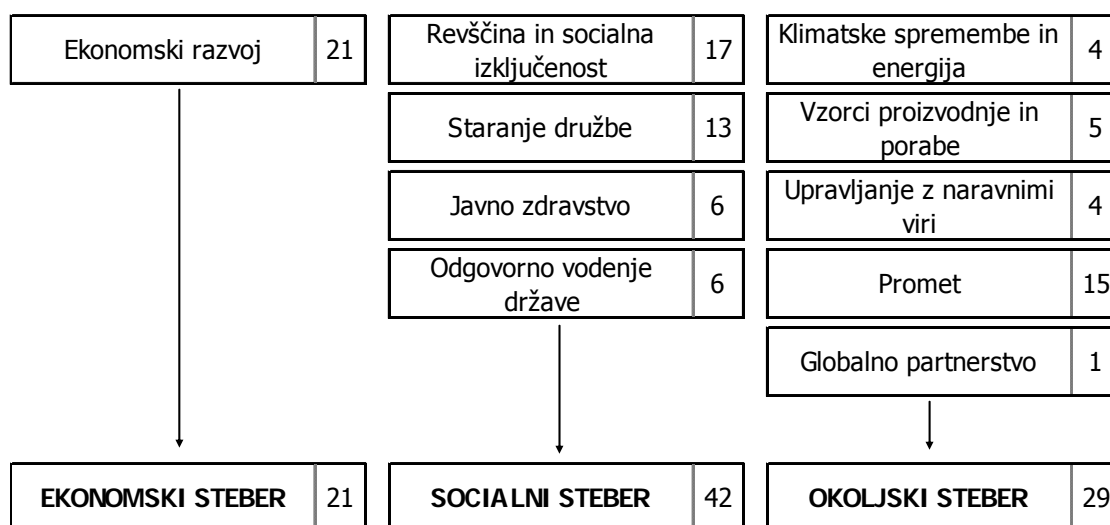 Ekonomski razvoj 21
Revščina in socialna
izključenost 17
Staranje družbe 13
Javno zdravstvo 6
Odgovorno vodenje
države 6
Klimatske spremembe in
energija 4
Vzorci proizvodnje in
porabe 5
Upravljanje z naravnimi
viri 4
Promet 15
Globalno partnerstvo 1
EKONOMSKI STEBER 21
SOCIALNI STEBER 42
OKOLJSKI STEBER 29